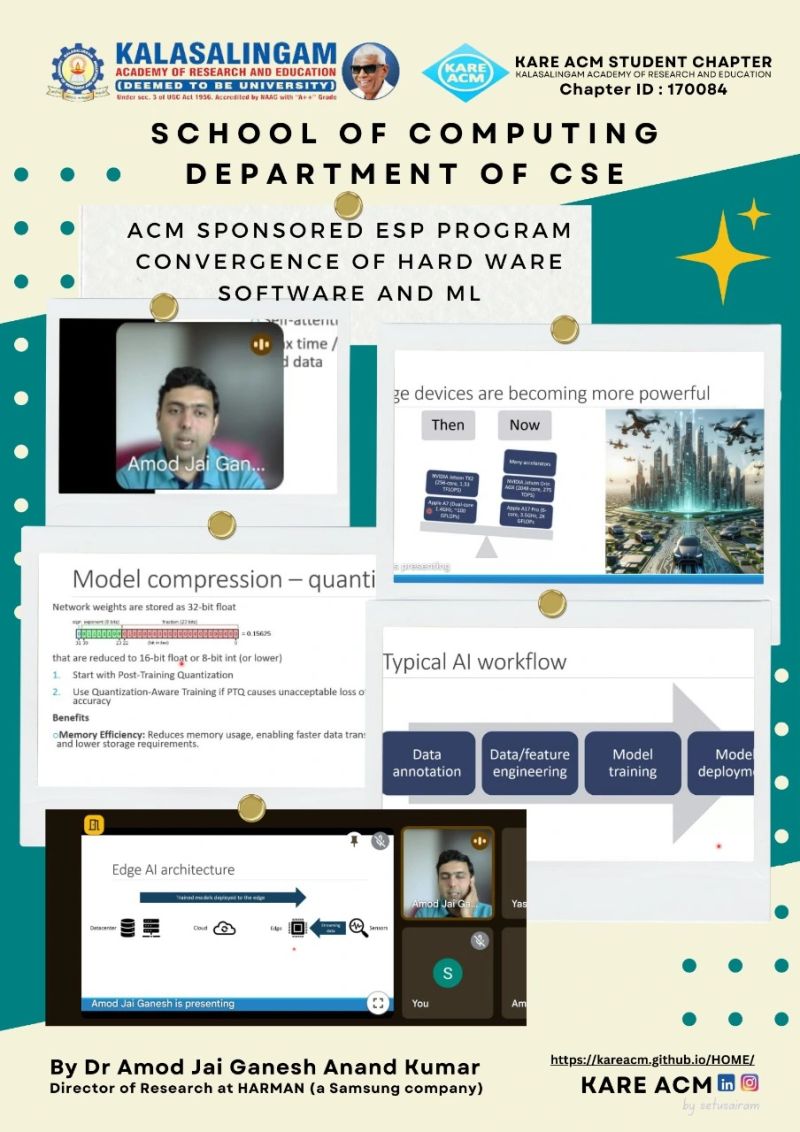 KALASALINGAM
ACADEMY OF RESEARCH AND EDUCATION
(DEEMED TO BE UNIVERSITY)
Under sec. 3 of UGC Act 1956. Accredited by NAAC with "A++" Grade
KARE
ACM
KARE ACM STUDENT CHAPTER
KALASALINGAM ACADEMY OF RESEARCH AND EDUCATION
Chapter ID : 170084
SCHOOL OF COMPUTING
DEPARTMENT OF CSE
ACM SPONSORED ESP PROGRAM
CONVERGENCE OF HARD WARE
SOFTWARE AND ML
Self-attenti
x time /
d data
Amod Jai Gan...
ge devices are becoming more powerful
Then
Now
Many accelerators
NVIDIA Jetson TX2
(256-core, 1.33
TFLOPS)
NVIDIA Jetson Orin
AGX (2048-core, 275
TOPS)
Apple A7 (Dual-core
1.4GHz, ~100
GFLOPs)
Apple A17 Pro (6-
core, 3.5GHz, 2K
GFLOPs
s presenting
Model compression – quanti
Network weights are stored as 32-bit float
sign exponent (8 bits) fraction (23 bits)
= 0.15625
31 30 23 22 (bit index) 0
that are reduced to 16-bit float or 8-bit int (or lower)
1. Start with Post-Training Quantization
2. Use Quantization-Aware Training if PTQ causes unacceptable loss o
accuracy
Benefits
Memory Efficiency: Reduces memory usage, enabling faster data trans
and lower storage requirements.
Typical AI workflow
Data
annotation
Data/feature
engineering
Model
training
Model
deploym
Edge AI architecture
Trained models deployed to the edge
Datacenter
Cloud
Edge
Streaming
data
Sensors
Amod Jai Ganesh is presenting
Amod Jai Ga...
Yas
S
You
Am
By Dr Amod Jai Ganesh Anand Kumar
Director of Research at HARMAN (a Samsung company)
https://kareacm.github.io/HOME/
KARE ACM
by setusairam